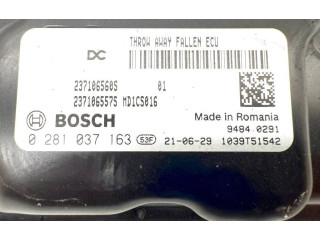 THROW AWAY FALLEN ECU
DC
237106560S 01
237106557S MD1CS016
BOSCH
Made in Romania
9484 0291
0 281 037 163 53F 21-06-29 1039T51542